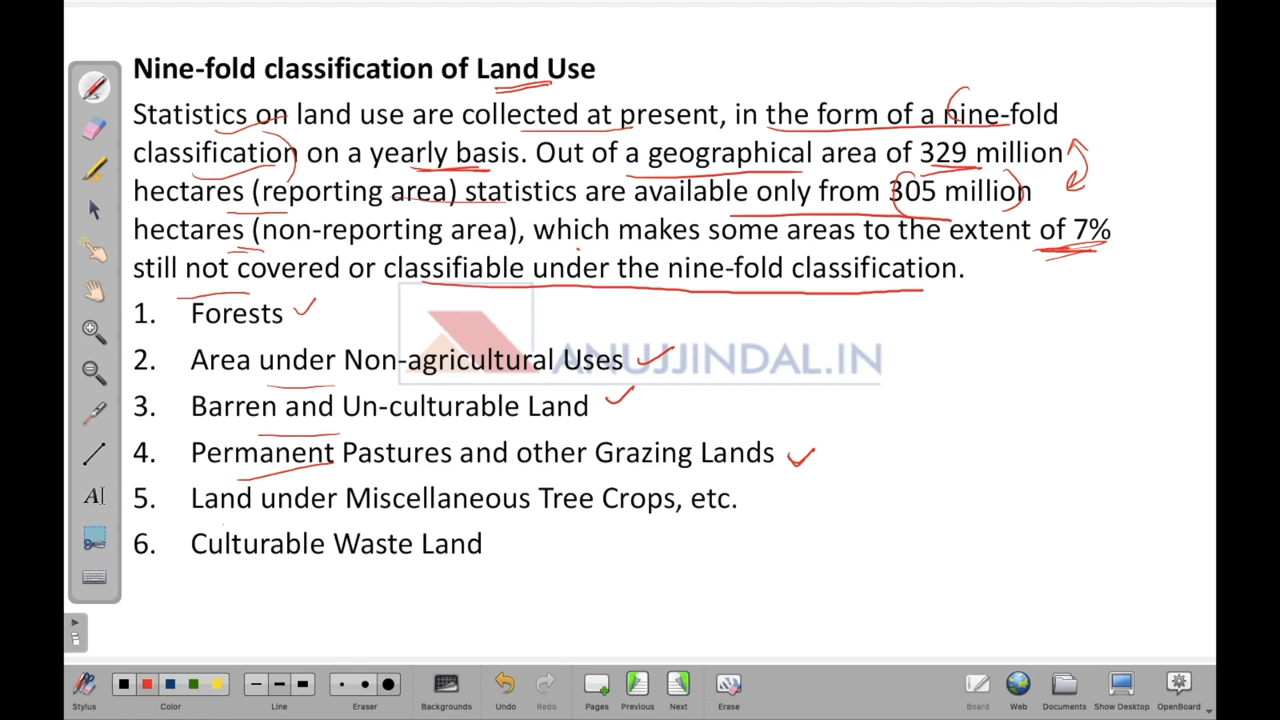 Nine-fold classification of Land Use
Statistics on land use are collected at present, in the form of a nine-fold
classification on a yearly basis. Out of a geographical area of 329 million
hectares (reporting area) statistics are available only from 305 million
hectares (non-reporting area), which makes some areas to the extent of 7%
still not covered or classifiable under the nine-fold classification.
1. Forests
2. Area under Non-agricultural Uses
3. Barren and Un-culturable Land
4. Permanent Pastures and other Grazing Lands
5. Land under Miscellaneous Tree Crops, etc.
6. Culturable Waste Land
ANUJJINDAL.IN
Stylus Color Line Eraser Backgrounds Undo Redo Pages Previous Next Erase Board Web Documents Show Desktop OpenBoard